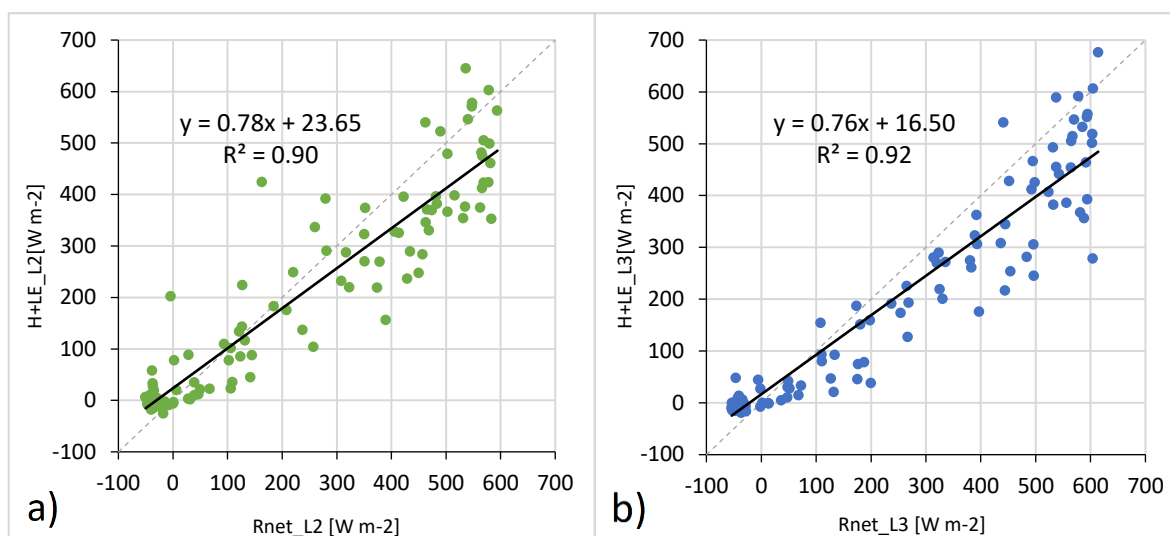 700
600
500
400
300
200
100
0
-100
H+LE_L2 [W m-2]
y = 0.78x + 23.65
R² = 0.90
-100 0 100 200 300 400 500 600 700
Rnet_L2 [W m-2]
a)
700
600
500
400
300
200
100
0
-100
H+LE_L3 [W m-2]
y = 0.76x + 16.50
R² = 0.92
-100 0 100 200 300 400 500 600 700
Rnet_L3 [W m-2]
b)